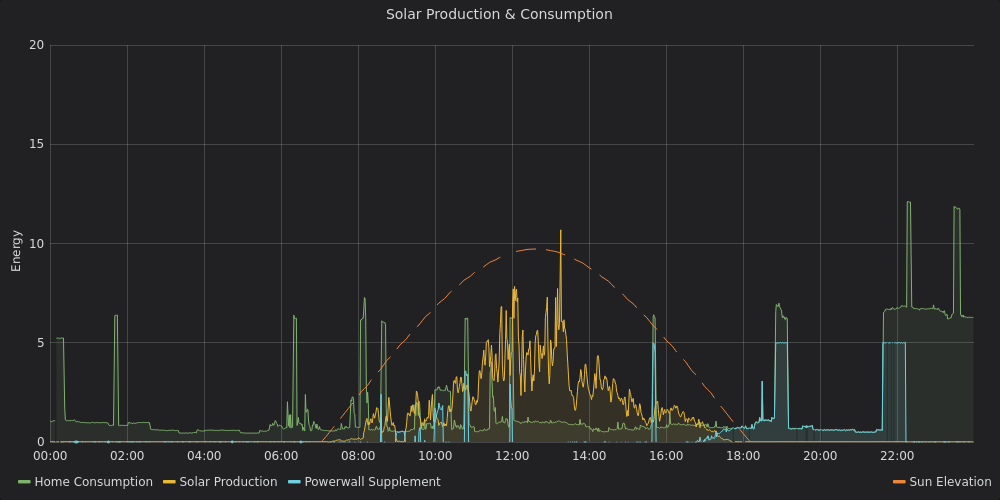 Solar Production & Consumption
20
15
10
5
0
Energy
00:00 02:00 04:00 06:00 08:00 10:00 12:00 14:00 16:00 18:00 20:00 22:00
Home Consumption Solar Production Powerwall Supplement Sun Elevation